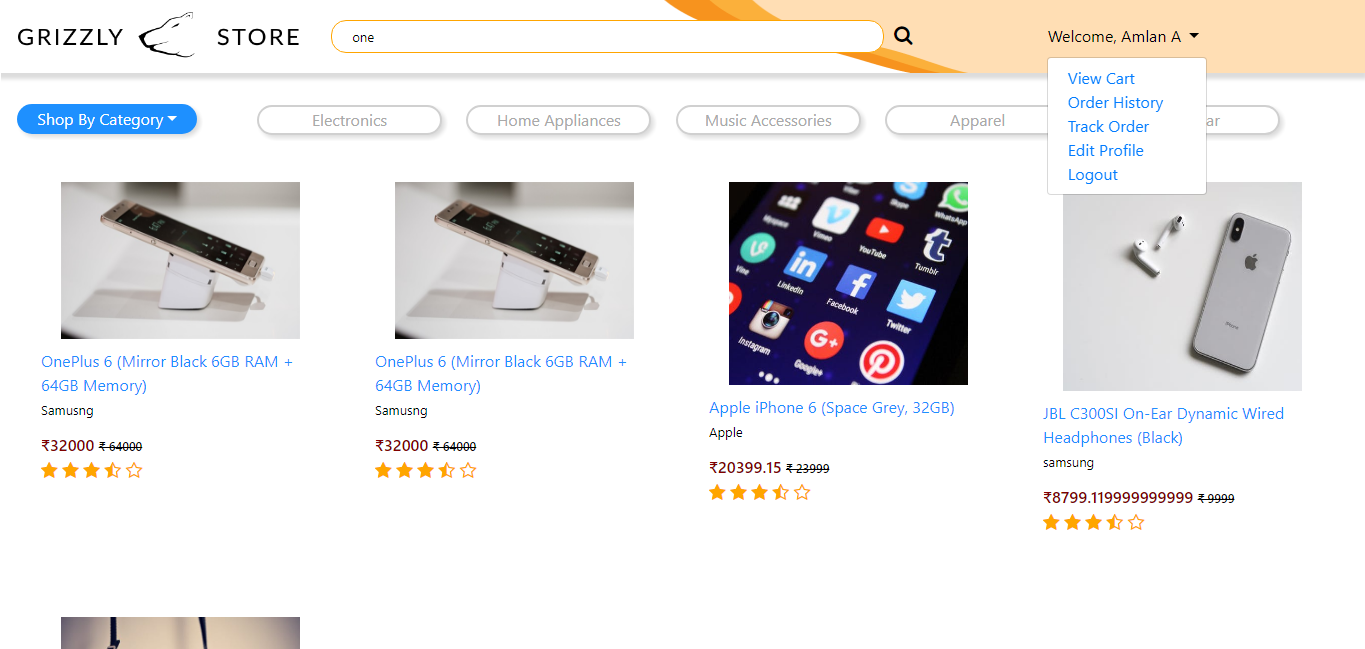 GRIZZLY STORE
one
Welcome, Amlan A
View Cart
Order History
Track Order
Edit Profile
Logout
Shop By Category
Electronics
Home Appliances
Music Accessories
Apparel
ar
Myspace
Vimeo
Skype
WhatsApp
Vine
LinkedIn
YouTube
Tumblr
Instagram
Facebook
Twitter
Google+
iPhone
OnePlus 6 (Mirror Black 6GB RAM +
64GB Memory)
Samusng
₹32000 ₹ 64000
OnePlus 6 (Mirror Black 6GB RAM +
64GB Memory)
Samusng
₹32000 ₹ 64000
Apple iPhone 6 (Space Grey, 32GB)
Apple
₹20399.15 ₹ 23999
JBL C300SI On-Ear Dynamic Wired
Headphones (Black)
samsung
₹8799.119999999999 ₹ 9999